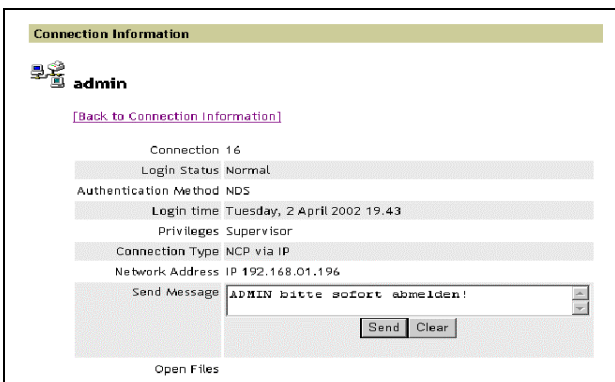 Connection Information
admin
[Back to Connection Information]
Connection 16
Login Status Normal
Authentication Method NDS
Login time Tuesday, 2 April 2002 19.43
Privileges Supervisor
Connection Type NCP via IP
Network Address IP 192.168.01.196
Send Message ADMIN bitte sofort abmelden!
Send Clear
Open Files